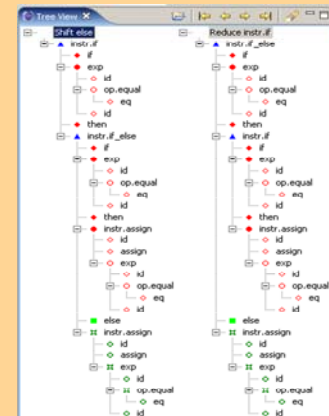 Tree View
Shift else
instr.if
if
exp
id
op.equal
eq
id
then
instr.if_else
if
exp
id
op.equal
eq
id
then
instr.assign
id
assign
exp
id
op.equal
eq
id
else
instr.assign
id
assign
exp
id
op.equal
eq
id
Reduce instr.if
instr.if_else
if
exp
id
op.equal
eq
id
then
instr.if
if
exp
id
op.equal
eq
id
then
instr.assign
id
assign
exp
id
op.equal
eq
id
else
instr.assign
id
assign
exp
id
op.equal
eq
id